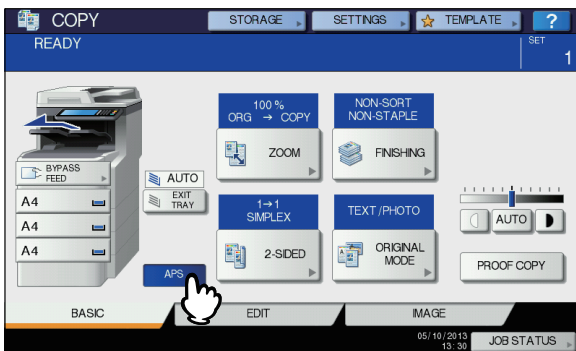 COPY
STORAGE
SETTINGS
TEMPLATE
?
READY
SET
1
100 %
ORG → COPY
NON-SORT
NON-STAPLE
ZOOM
FINISHING
BYPASS
FEED
AUTO
EXIT
TRAY
A4
A4
A4
A4
1→1
SIMPLEX
TEXT/PHOTO
2-SIDED
ORIGINAL
MODE
AUTO
PROOF COPY
APS
BASIC
EDIT
IMAGE
05/10/2013
13:30
JOB STATUS